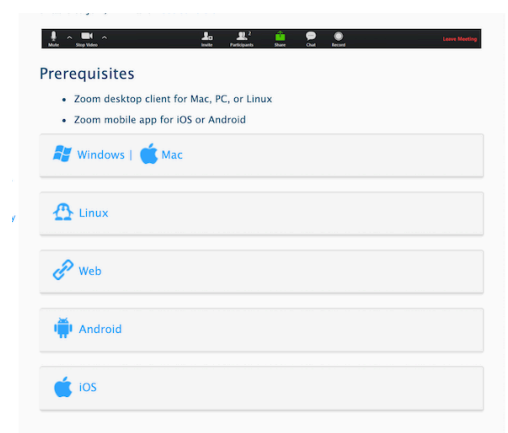 Mute
Stop Video
Invite
2
Participants
Share
Chat
Record
Leave Meeting
Prerequisites
• Zoom desktop client for Mac, PC, or Linux
• Zoom mobile app for iOS or Android
Windows | Mac
Linux
Web
Android
iOS